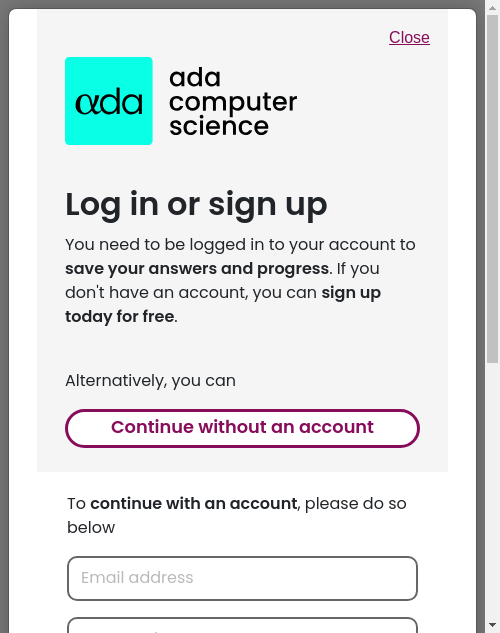 Close
αda
ada
computer
science
Log in or sign up
You need to be logged in to your account to
save your answers and progress. If you
don't have an account, you can sign up
today for free.
Alternatively, you can
Continue without an account
To continue with an account, please do so
below
Email address